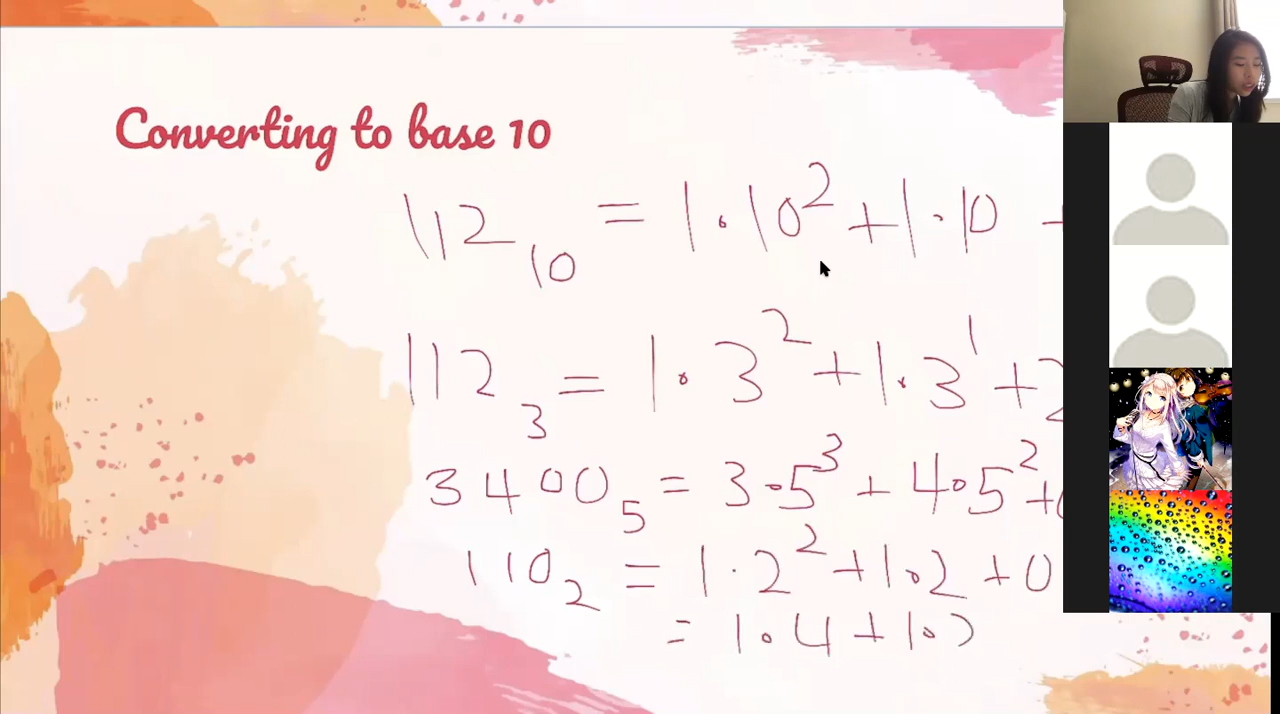 Converting to base 10
112₁₀ = 1·10² + 1·10 +
112₃ = 1·3² + 1·3¹ + 2
3400₅ = 3·5³ + 4·5² +
110₂ = 1·2² + 1·2 + 0
= 1·4 + 1·